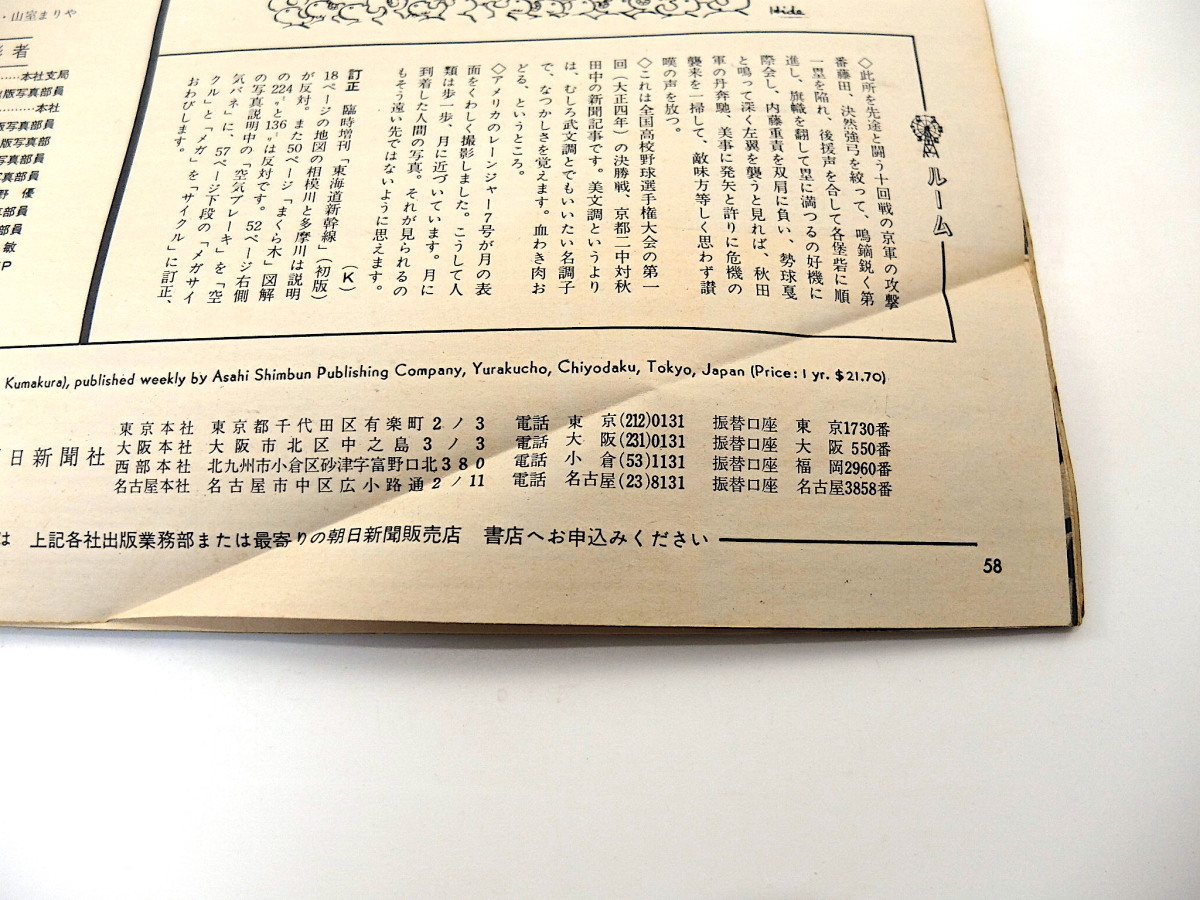 ・山室まりや
者
……本社支局
版写真部員
………本社
版写真部員
版写真部
写真部員
真部員
野　優
部員
部員
敏
P
Hida
ルーム
◇此所を先途と闘う十回戦の京軍の攻撃
番藤田、決然強弓を絞って、鳴鏑鋭く第
一塁を陥れ、後援声を合して各堡砦に順
進し、旗幟を翻して塁に満つるの好機に
際会し、内藤重責を双肩に負い、勢球戞
と鳴って深く左翼を襲うと見れば、秋田
軍の丹奔馳、美事に発矢と許りに危機の
襲来を一掃して、敵味方等しく思わず讃
嘆の声を放つ。
◇これは全国高校野球選手権大会の第一
回（大正四年）の決勝戦、京都二中対秋
田中の新聞記事です。美文調というより
は、むしろ武文調とでもいいたい名調子
で、なつかしさを覚えます。血わき肉お
どる、というところ。
◇アメリカのレーンジャー7号が月の表
面をくわしく撮影しました。こうして人
類は歩一歩、月に近づいています。月に
到着した人間の写真。それが見られるの
もそう遠い先ではないように思えます。
（K）
訂正　臨時増刊「東海道新幹線」（初版）
18ページの地図の相模川と多摩川は説明
が反対。また50ページ「まくら木」図解
の224㌢と136㌢は反対です。52ページ右側
の写真説明中の「空気ブレーキ」を「空
気バネ」に、57ページ下段の「メガサイ
クル」と「メガ」を「サイクル」に訂正、
おわびします。
Kumakura), published weekly by Asahi Shimbun Publishing Company, Yurakucho, Chiyodaku, Tokyo, Japan (Price: 1 yr. $21.70)
日新聞社
東京本社　東京都千代田区有楽町2ノ3　電話　東　京(212)0131　振替口座　東　京1730番
大阪本社　大阪市北区中之島3ノ3　電話　大　阪(231)0131　振替口座　大　阪 550番
西部本社　北九州市小倉区砂津字富野口北380　電話　小　倉(53)1131　振替口座　福　岡2960番
名古屋本社　名古屋市中区広小路通2ノ11　電話　名古屋(23)8131　振替口座　名古屋3858番
は　上記各社出版業務部または最寄りの朝日新聞販売店　書店へお申込みください
58